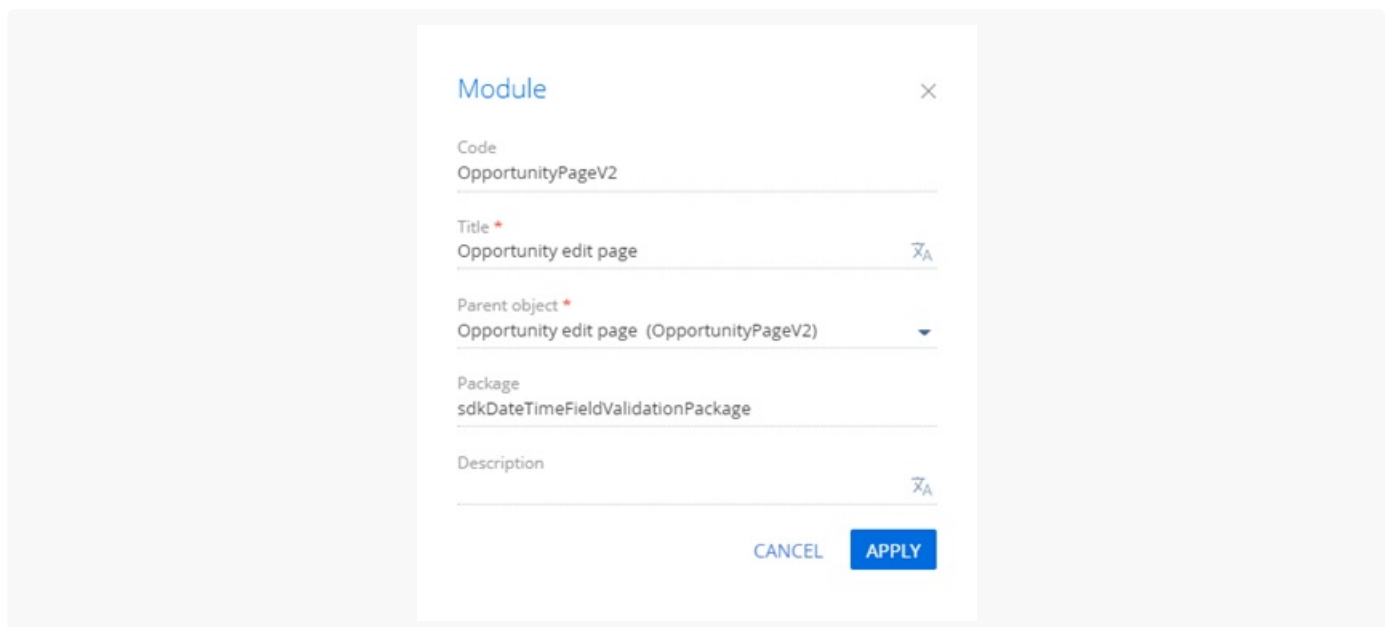 Module
Code
OpportunityPageV2
Title *
Opportunity edit page
Parent object *
Opportunity edit page (OpportunityPageV2)
Package
sdkDateTimeFieldValidationPackage
Description
CANCEL APPLY